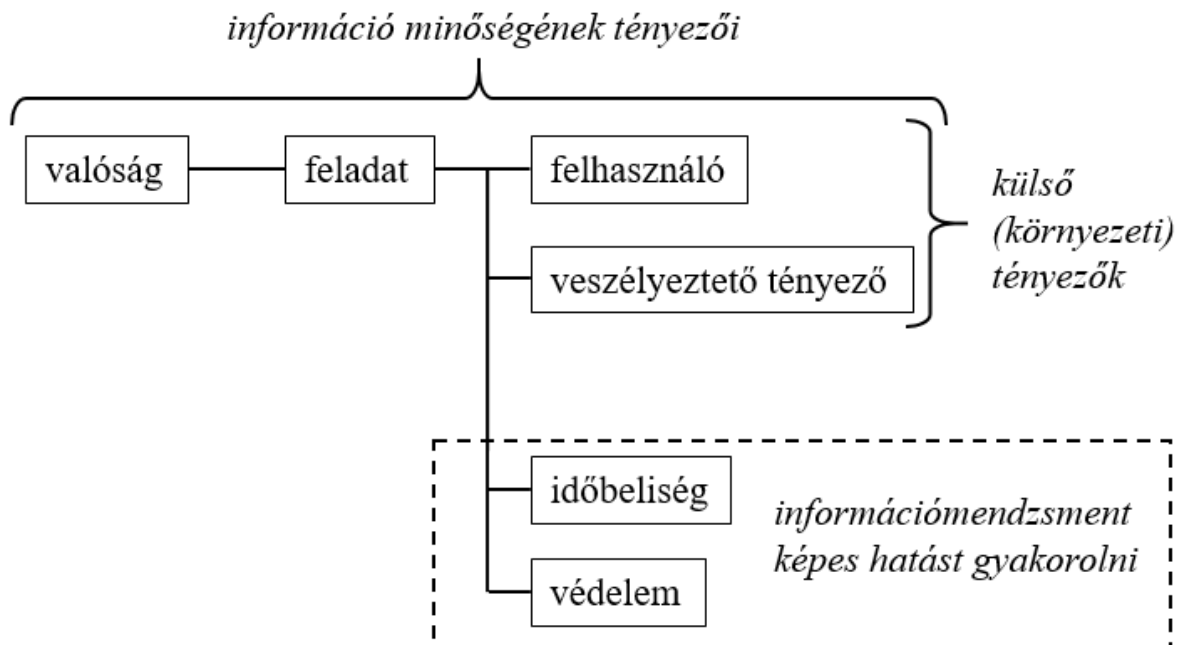 információ minőségének tényezői
valóság
feladat
felhasználó
külső
(környezeti)
tényezők
veszélyeztető tényező
időbeliség
információmendzsment
képes hatást gyakorolni
védelem